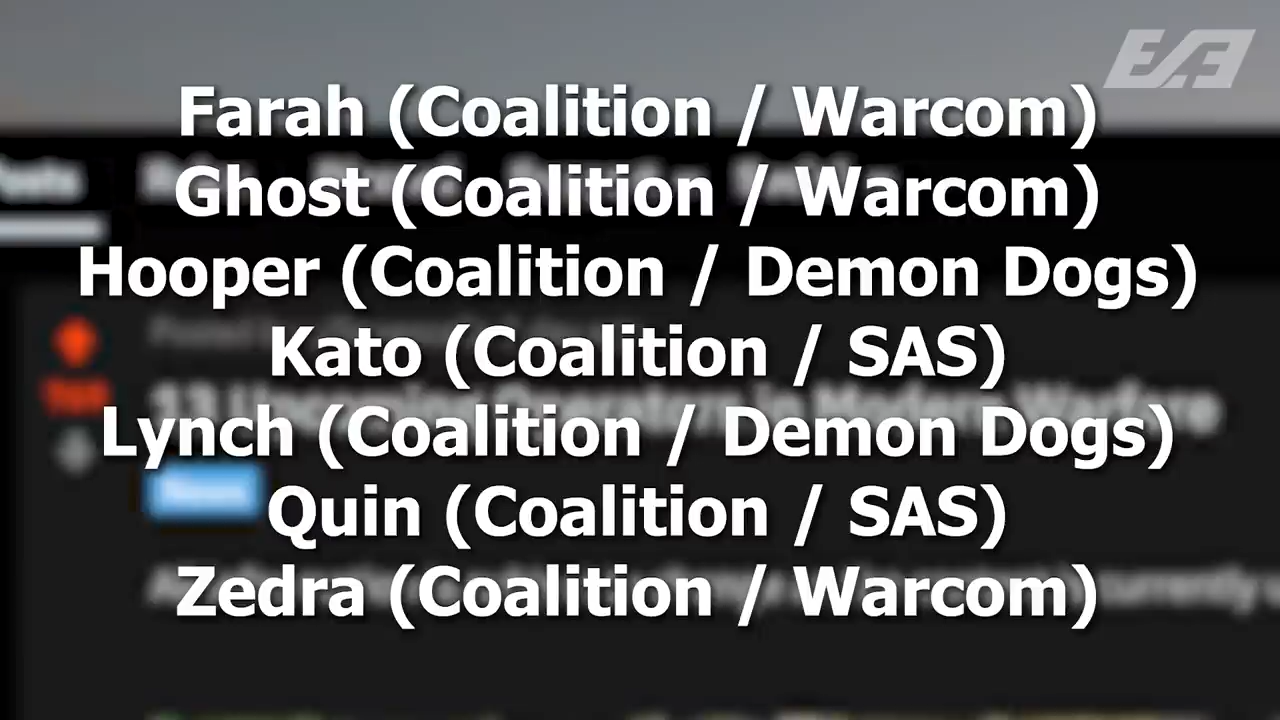 Farah (Coalition / Warcom)
Ghost (Coalition / Warcom)
Hooper (Coalition / Demon Dogs)
Kato (Coalition / SAS)
Lynch (Coalition / Demon Dogs)
Quin (Coalition / SAS)
Zedra (Coalition / Warcom)